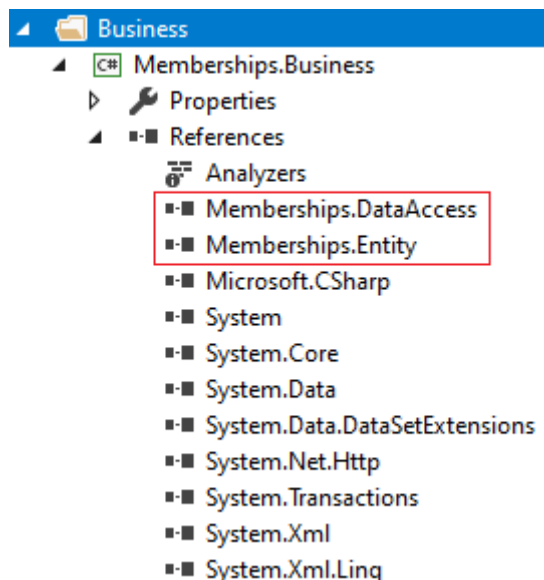 Business
C# Memberships.Business
Properties
References
Analyzers
Memberships.DataAccess
Memberships.Entity
Microsoft.CSharp
System
System.Core
System.Data
System.Data.DataSetExtensions
System.Net.Http
System.Transactions
System.Xml
System.Xml.Linq